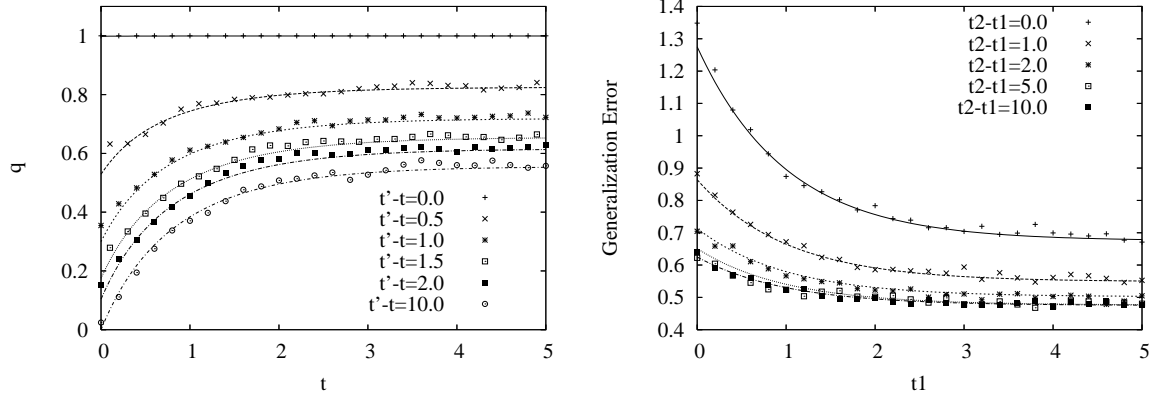 1
0.8
0.6
0.4
0.2
0
q
0 1 2 3 4 5
t
t'-t=0.0
t'-t=0.5
t'-t=1.0
t'-t=1.5
t'-t=2.0
t'-t=10.0
1.4
1.3
1.2
1.1
1
0.9
0.8
0.7
0.6
0.5
0.4
Generalization Error
0 1 2 3 4 5
t1
t2-t1=0.0
t2-t1=1.0
t2-t1=2.0
t2-t1=5.0
t2-t1=10.0